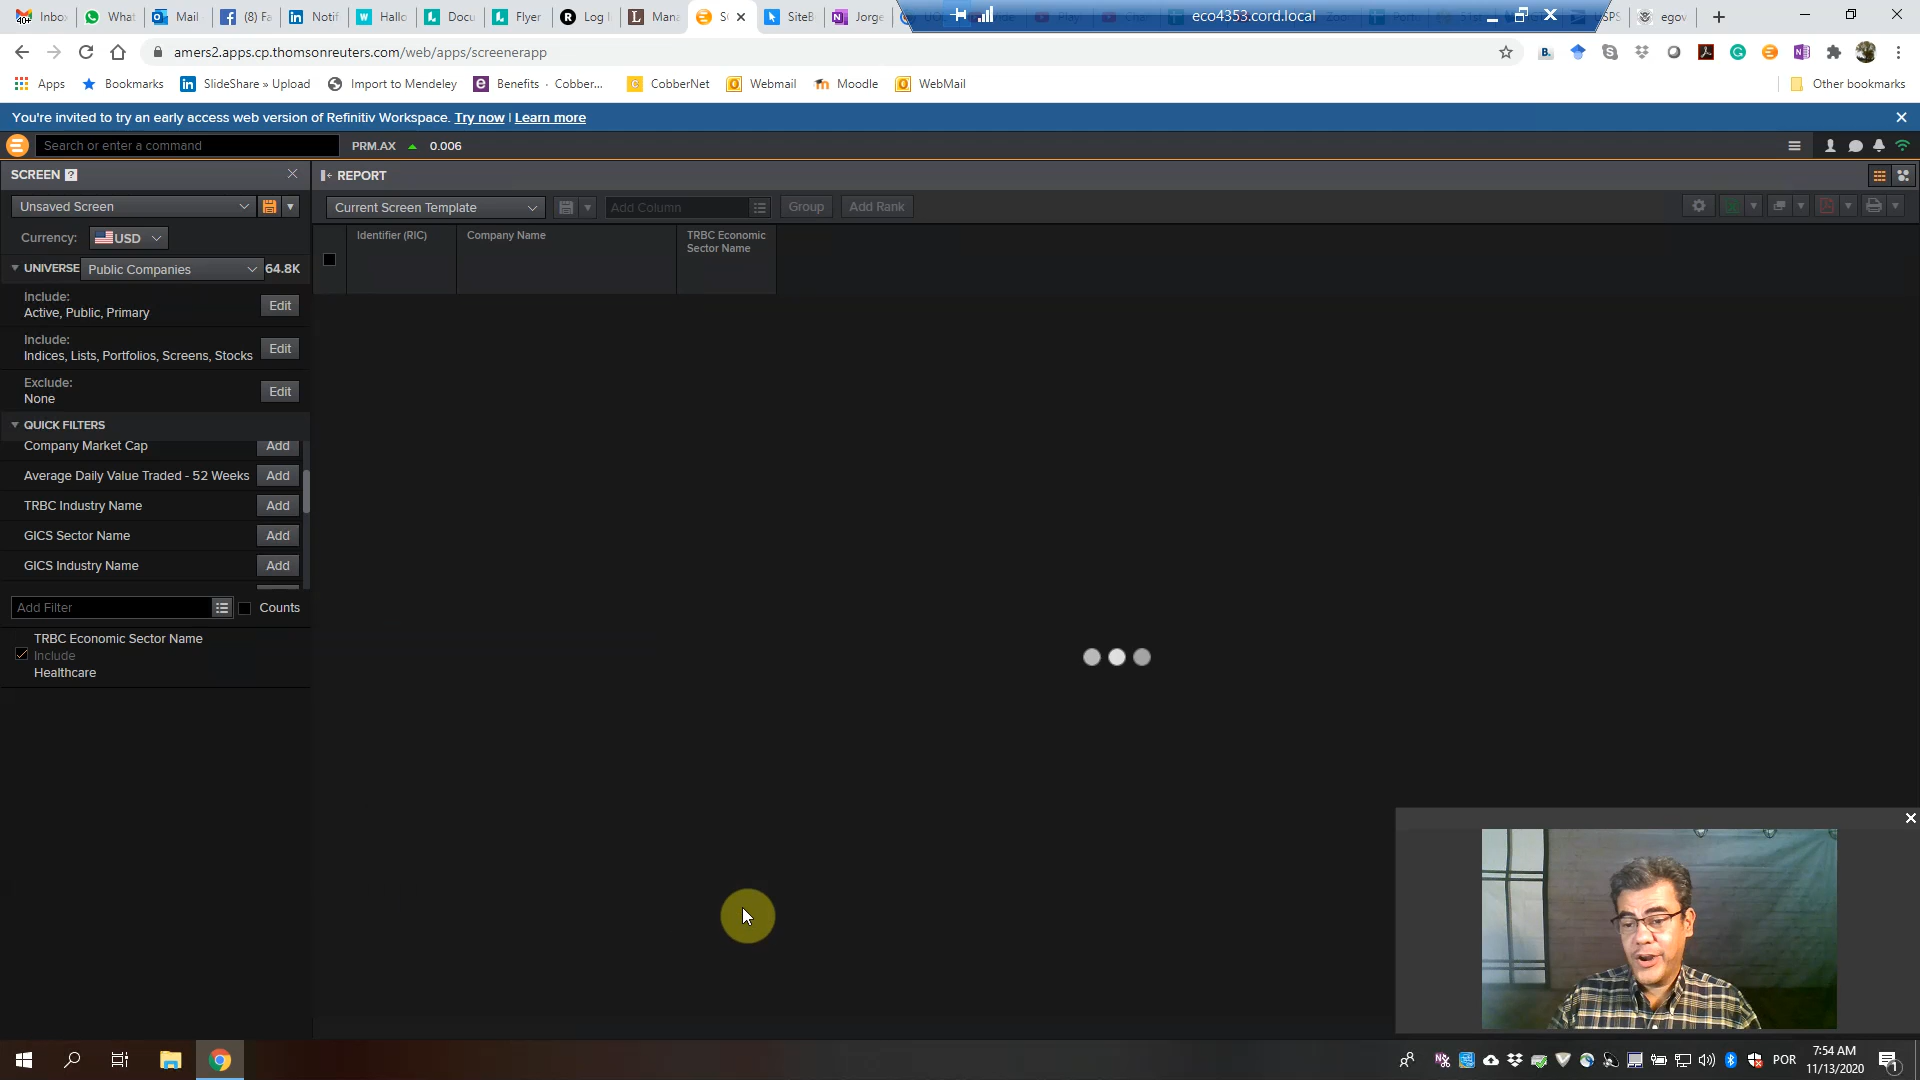 Inbo
What
Mail
(8) Fa
Notif
Hallo
Docu
Flyer
Log I
Mana
SiteB
Jorge
eco4353.cord.local
egov
amers2.apps.cp.thomsonreuters.com/web/apps/screenerapp
Apps
Bookmarks
SlideShare » Upload
Import to Mendeley
Benefits - Cobber...
CobberNet
Webmail
Moodle
WebMail
Other bookmarks
You're invited to try an early access web version of Refinitiv Workspace. Try now | Learn more
Search or enter a command
PRM.AX
0.006
SCREEN ?
REPORT
Unsaved Screen
Current Screen Template
Add Column
Group
Add Rank
Currency:
USD
Identifier (RIC)
Company Name
TRBC Economic
Sector Name
UNIVERSE
Public Companies
64.8K
Include:
Active, Public, Primary
Edit
Include:
Indices, Lists, Portfolios, Screens, Stocks
Edit
Exclude:
None
Edit
QUICK FILTERS
Company Market Cap
Add
Average Daily Value Traded - 52 Weeks
Add
TRBC Industry Name
Add
GICS Sector Name
Add
GICS Industry Name
Add
Add Filter
Counts
TRBC Economic Sector Name
Include
Healthcare
POR
7:54 AM
11/13/2020